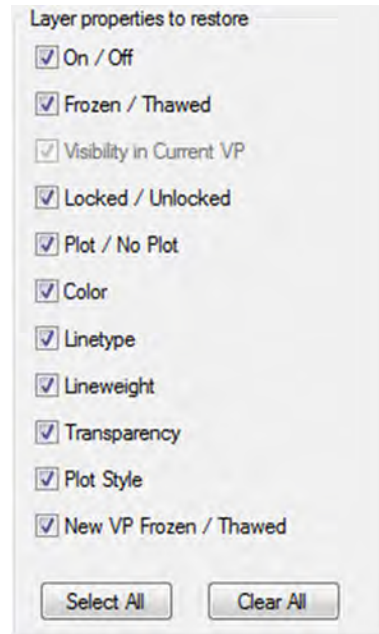 Layer properties to restore
On / Off
Frozen / Thawed
Visibility in Current VP
Locked / Unlocked
Plot / No Plot
Color
Linetype
Lineweight
Transparency
Plot Style
New VP Frozen / Thawed
Select All Clear All